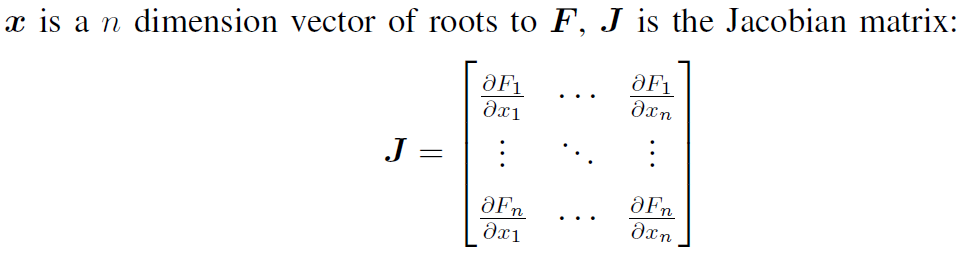 x is a n dimension vector of roots to F, J is the Jacobian matrix:
∂F₁/∂x₁ ⋯ ∂F₁/∂xₙ
J = ⋮ ⋱ ⋮
∂Fₙ/∂x₁ ⋯ ∂Fₙ/∂xₙ